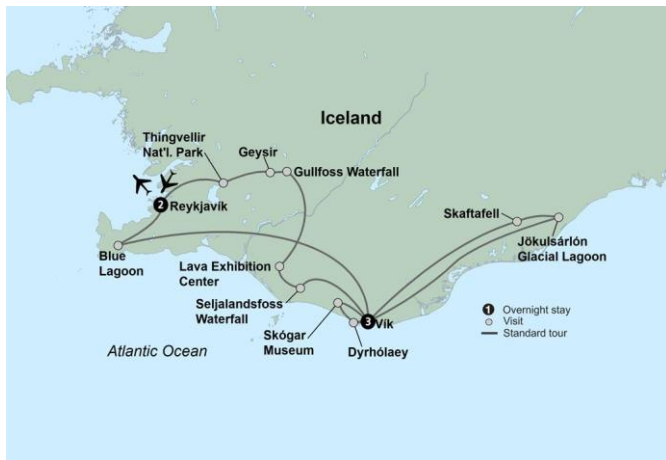 Iceland
Thingvellir
Nat'l. Park
Geysir
Gullfoss Waterfall
2
Reykjavík
Skaftafell
Jökulsárlón
Glacial Lagoon
Blue
Lagoon
Lava Exhibition
Center
Seljalandsfoss
Waterfall
3
Vík
Skógar
Museum
Dyrhólaey
Atlantic Ocean
1 Overnight stay
Visit
Standard tour